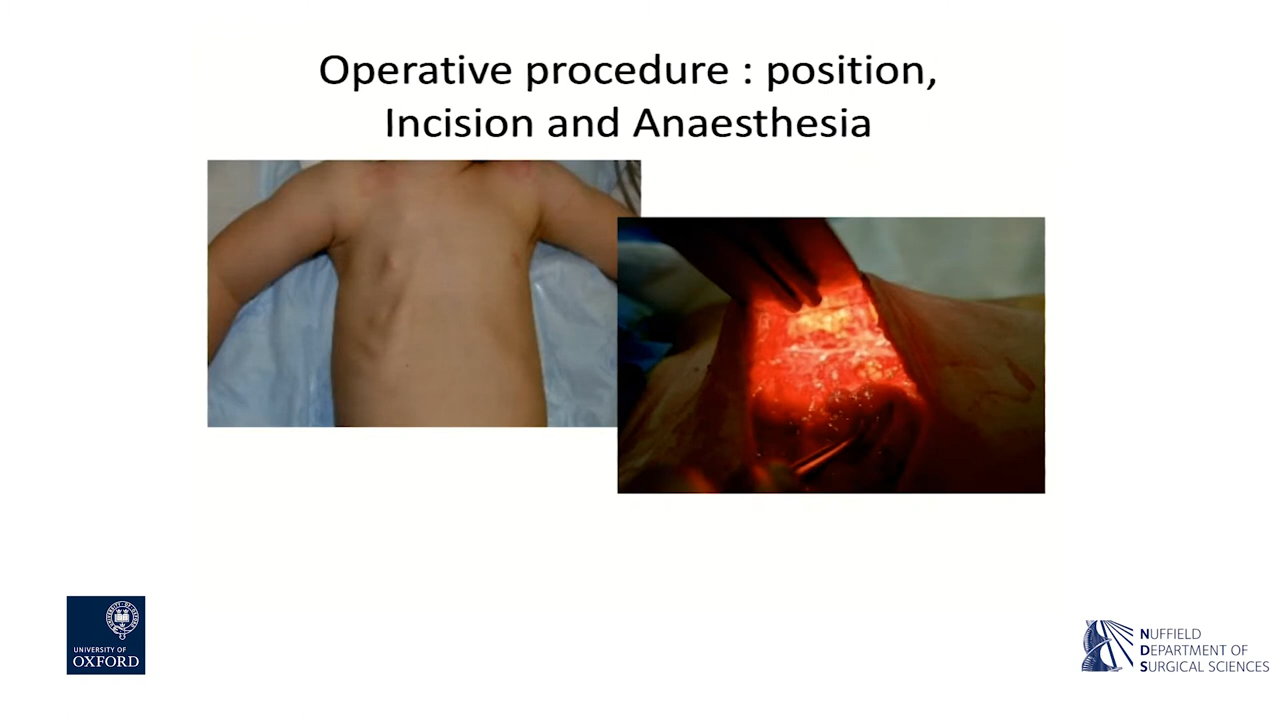 Operative procedure : position,
Incision and Anaesthesia
UNIVERSITY OF
OXFORD
NUFFIELD
DEPARTMENT OF
SURGICAL SCIENCES